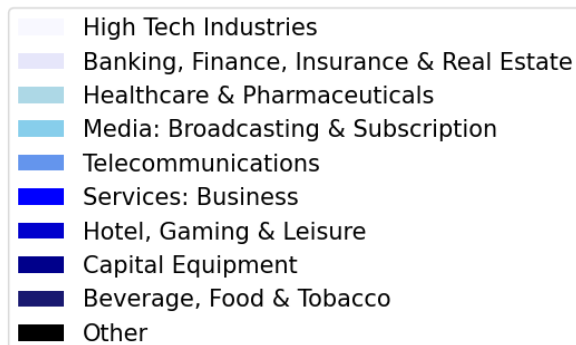 High Tech Industries
Banking, Finance, Insurance & Real Estate
Healthcare & Pharmaceuticals
Media: Broadcasting & Subscription
Telecommunications
Services: Business
Hotel, Gaming & Leisure
Capital Equipment
Beverage, Food & Tobacco
Other